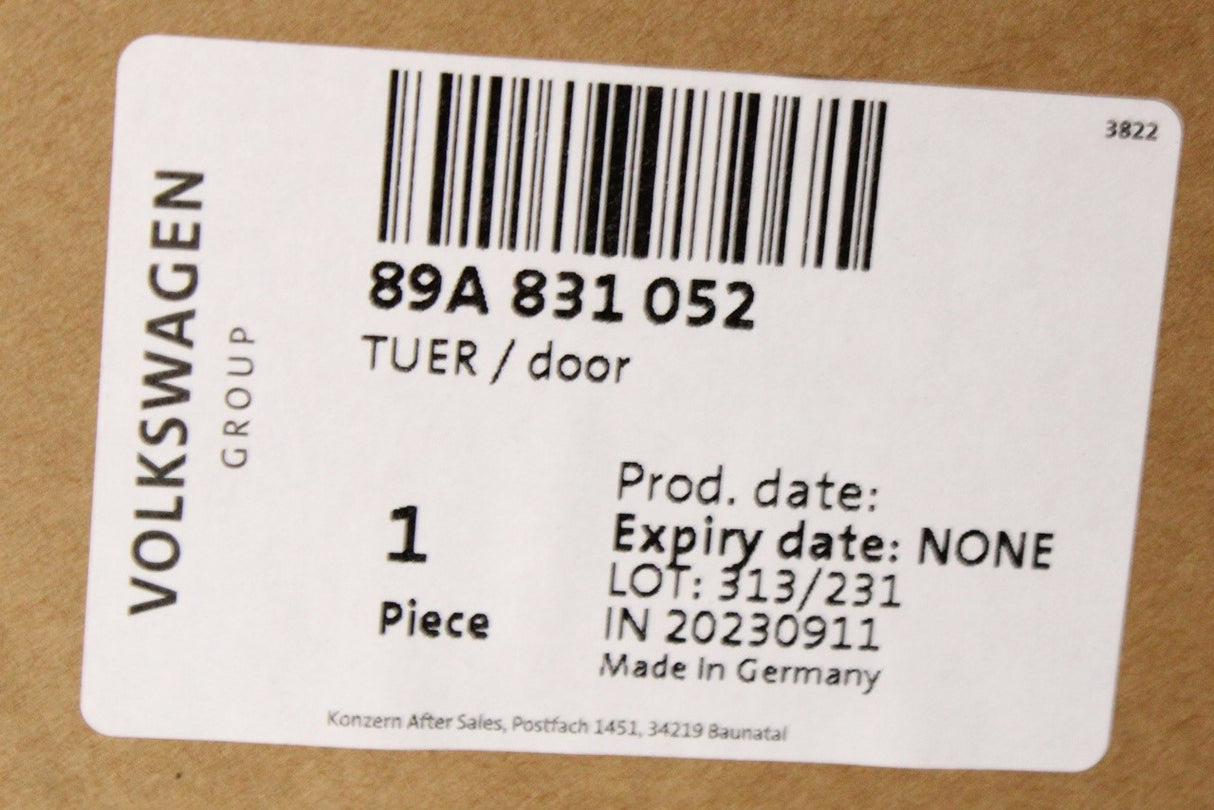 3822
VOLKSWAGEN
GROUP
89A 831 052
TUER / door
1
Piece
Prod. date:
Expiry date: NONE
LOT: 313/231
IN 20230911
Made In Germany
Konzern After Sales, Postfach 1451, 34219 Baunatal